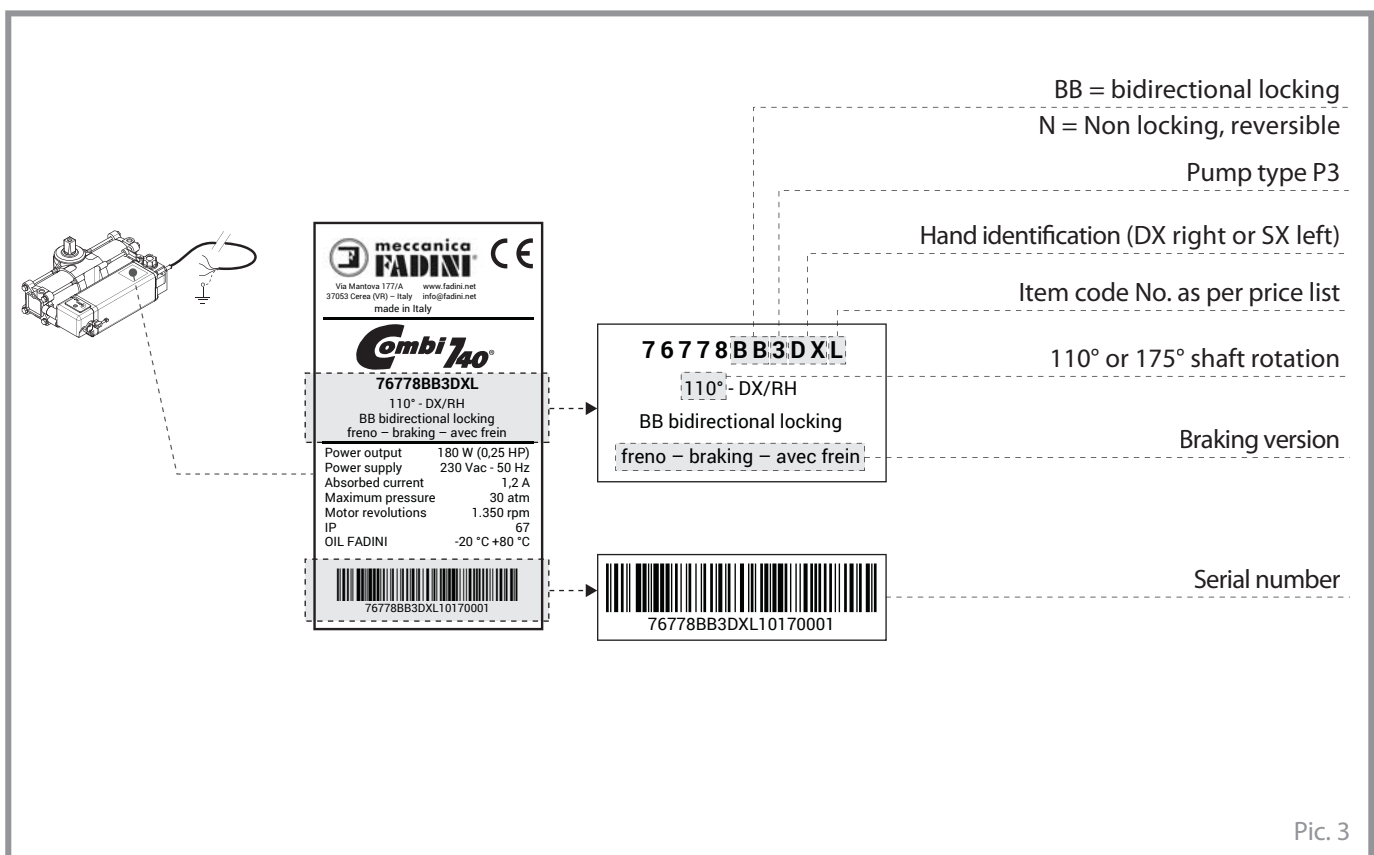 BB = bidirectional locking
N = Non locking, reversible
Pump type P3
Hand identification (DX right or SX left)
Item code No. as per price list
110° or 175° shaft rotation
Braking version
Serial number
meccanica
FADINI®
CE
Via Mantova 177/A www.fadini.net
37053 Cerea (VR) – Italy info@fadini.net
made in Italy
Combi 740®
76778BB3DXL
110° - DX/RH
BB bidirectional locking
freno – braking – avec frein
Power output 180 W (0,25 HP)
Power supply 230 Vac - 50 Hz
Absorbed current 1,2 A
Maximum pressure 30 atm
Motor revolutions 1.350 rpm
IP 67
OIL FADINI -20 °C +80 °C
76778BB3DXL10170001
76778BB3DXL
110° - DX/RH
BB bidirectional locking
freno – braking – avec frein
76778BB3DXL10170001
Pic. 3